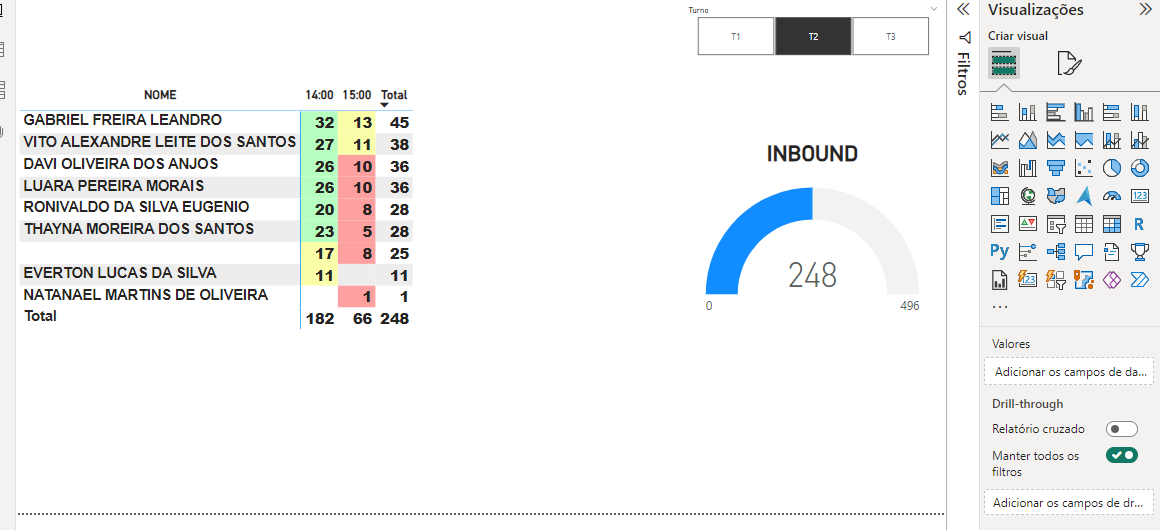 Turno
T1 T2 T3
NOME 14:00 15:00 Total
GABRIEL FREIRA LEANDRO 32 13 45
VITO ALEXANDRE LEITE DOS SANTOS 27 11 38
DAVI OLIVEIRA DOS ANJOS 26 10 36
LUARA PEREIRA MORAIS 26 10 36
RONIVALDO DA SILVA EUGENIO 20 8 28
THAYNA MOREIRA DOS SANTOS 23 5 28
17 8 25
EVERTON LUCAS DA SILVA 11 11
NATANAEL MARTINS DE OLIVEIRA 1 1
Total 182 66 248
INBOUND
248
0 496
Filtros
Visualizações
Criar visual
123
R
Py
123
...
Valores
Adicionar os campos de da...
Drill-through
Relatório cruzado
Manter todos os
filtros
Adicionar os campos de dr...